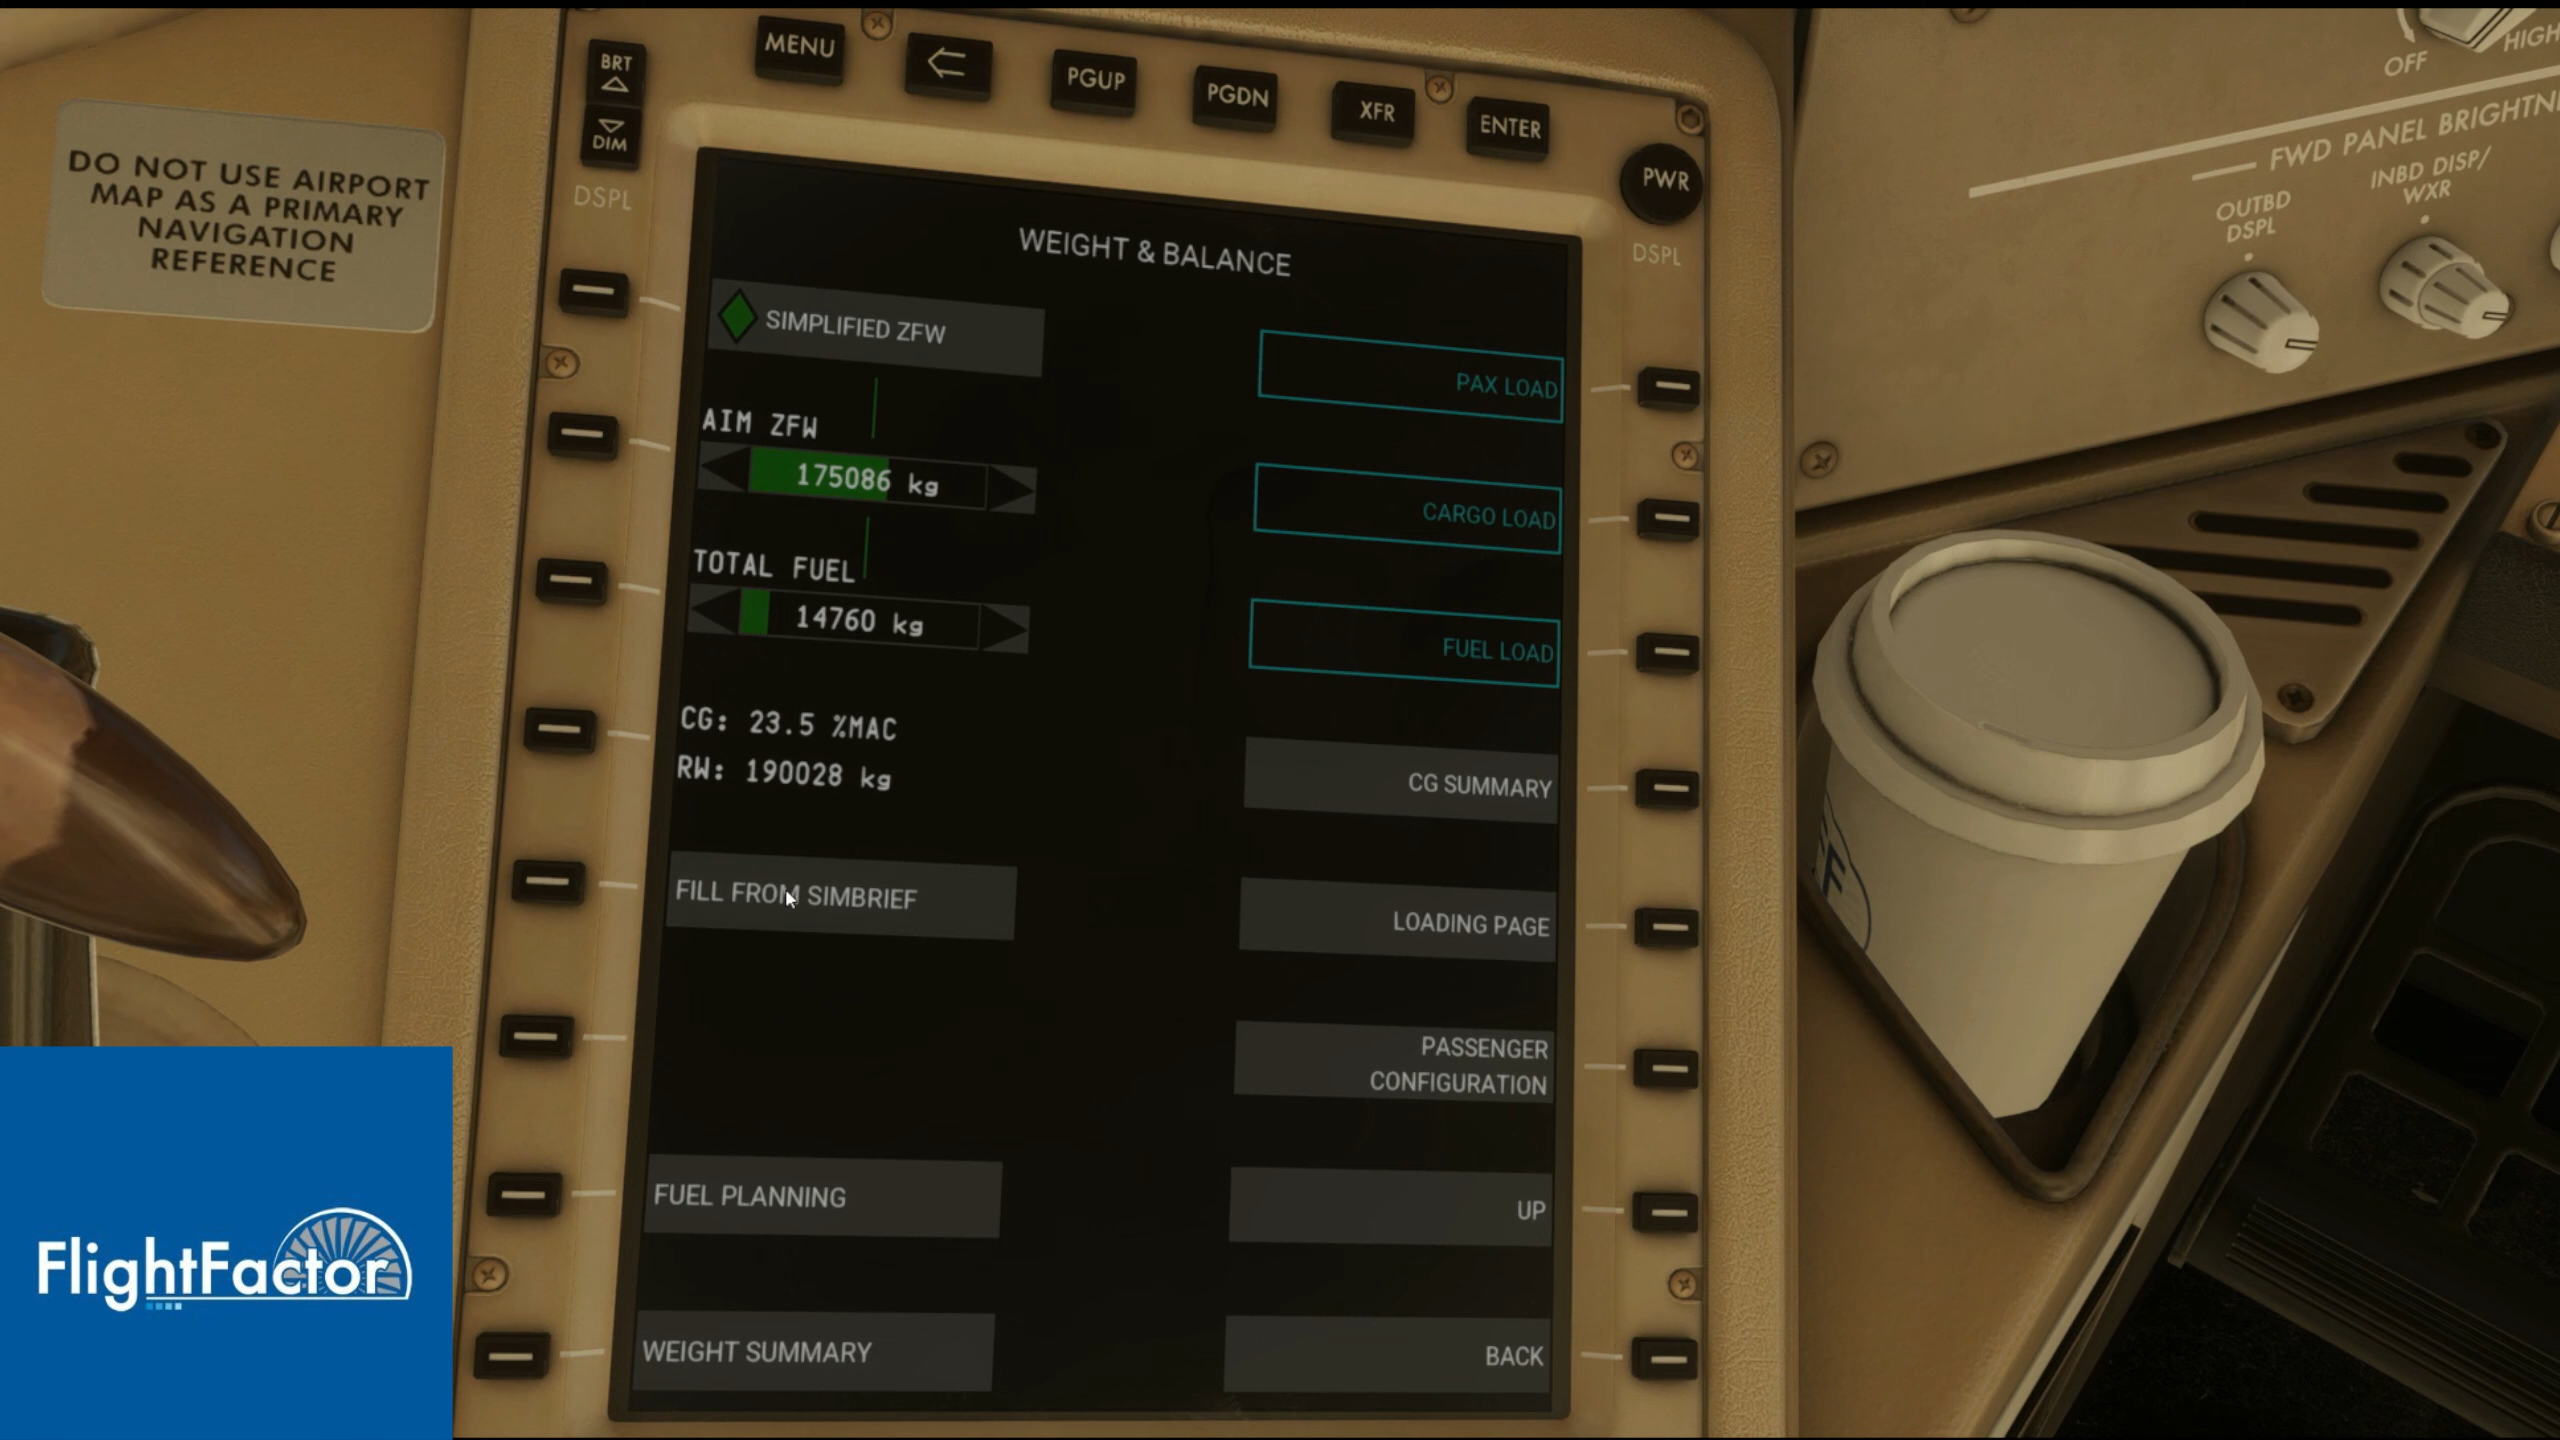 BRT
DIM
DSPL
MENU
PGUP
PGDN
XFR
ENTER
PWR
DSPL
DO NOT USE AIRPORT
MAP AS A PRIMARY
NAVIGATION
REFERENCE
WEIGHT & BALANCE
SIMPLIFIED ZFW
AIM ZFW
175086 kg
TOTAL FUEL
14760 kg
CG: 23.5 %MAC
RW: 190028 kg
FILL FROM SIMBRIEF
FUEL PLANNING
WEIGHT SUMMARY
PAX LOAD
CARGO LOAD
FUEL LOAD
CG SUMMARY
LOADING PAGE
PASSENGER
CONFIGURATION
UP
BACK
OFF
HIGH
FWD PANEL
OUTBD
DSPL
INBD DISP/
WXR
FlightFactor